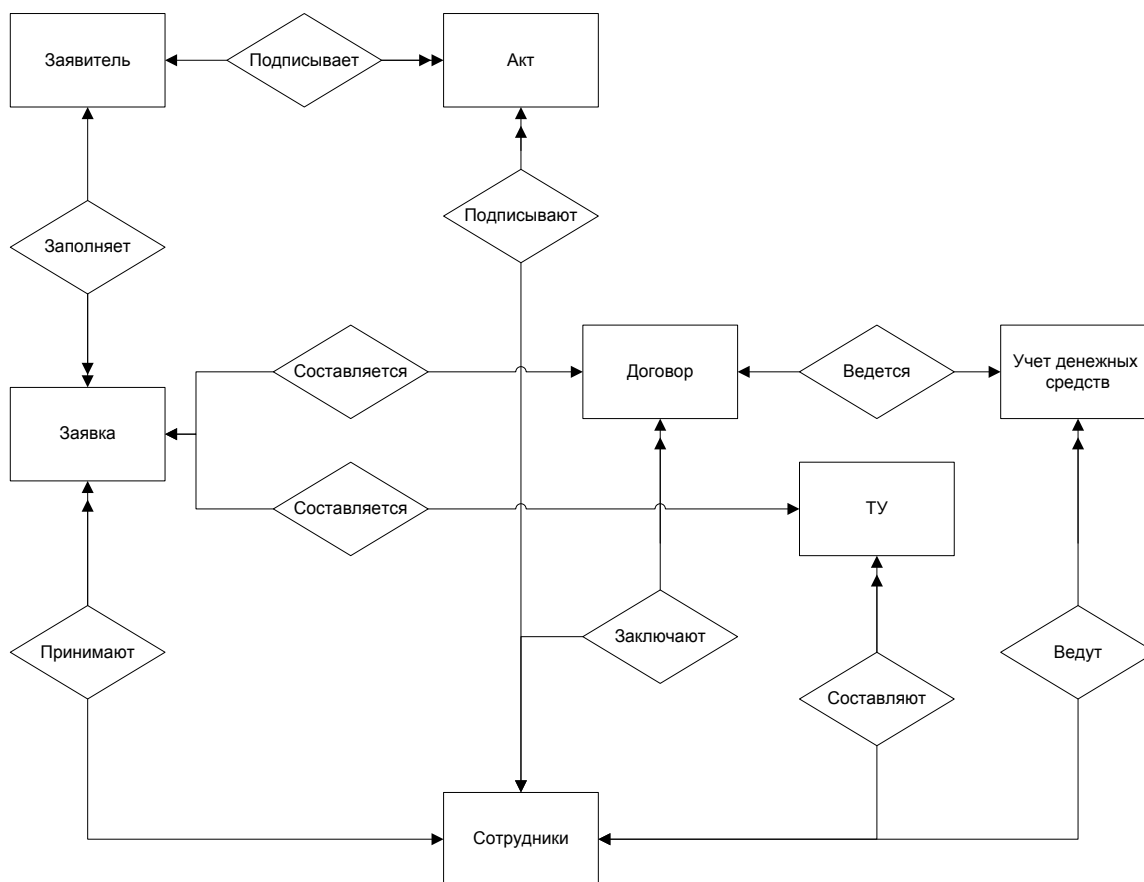 Заявитель
Подписывает
Акт
Подписывают
Заполняет
Составляется
Договор
Ведется
Учет денежных
средств
Заявка
Составляется
ТУ
Принимают
Заключают
Ведут
Составляют
Сотрудники